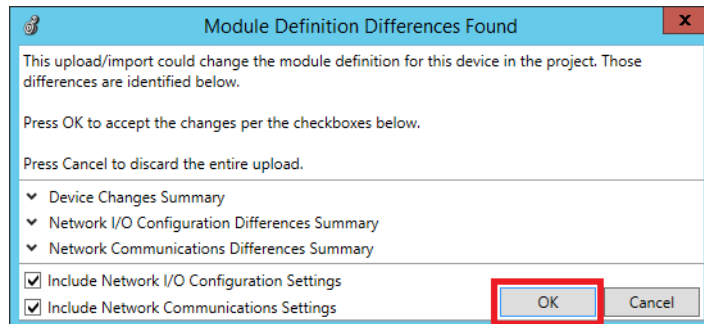 Module Definition Differences Found
x
This upload/import could change the module definition for this device in the project. Those
differences are identified below.
Press OK to accept the changes per the checkboxes below.
Press Cancel to discard the entire upload.
Device Changes Summary
Network I/O Configuration Differences Summary
Network Communications Differences Summary
Include Network I/O Configuration Settings
Include Network Communications Settings
OK Cancel